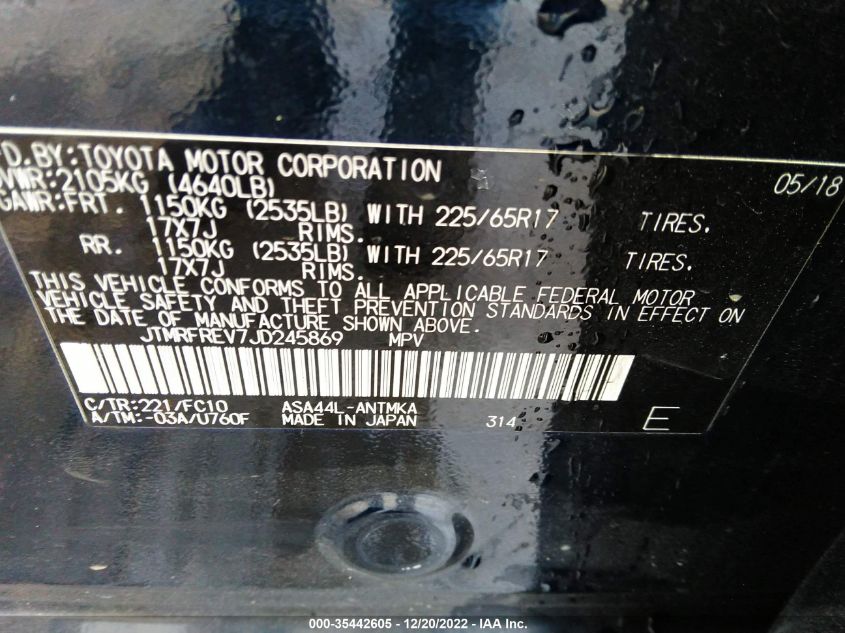 FD.BY:TOYOTA MOTOR CORPORATION 05/18
VWR:2105KG (4640LB)
GAWR:FRT. 1150KG (2535LB) WITH 225/65R17 TIRES.
17X7J RIMS.
RR. 1150KG (2535LB) WITH 225/65R17 TIRES.
17X7J RIMS.
THIS VEHICLE CONFORMS TO ALL APPLICABLE FEDERAL MOTOR
VEHICLE SAFETY AND THEFT PREVENTION STANDARDS IN EFFECT ON
THE DATE OF MANUFACTURE SHOWN ABOVE.
JTMRFREV7JD245869 MPV
C/TR:221/FC10 ASA44L-ANTMKA
A/TM:-03A/U760F MADE IN JAPAN 314 E
000-35442605 - 12/20/2022 - IAA Inc.